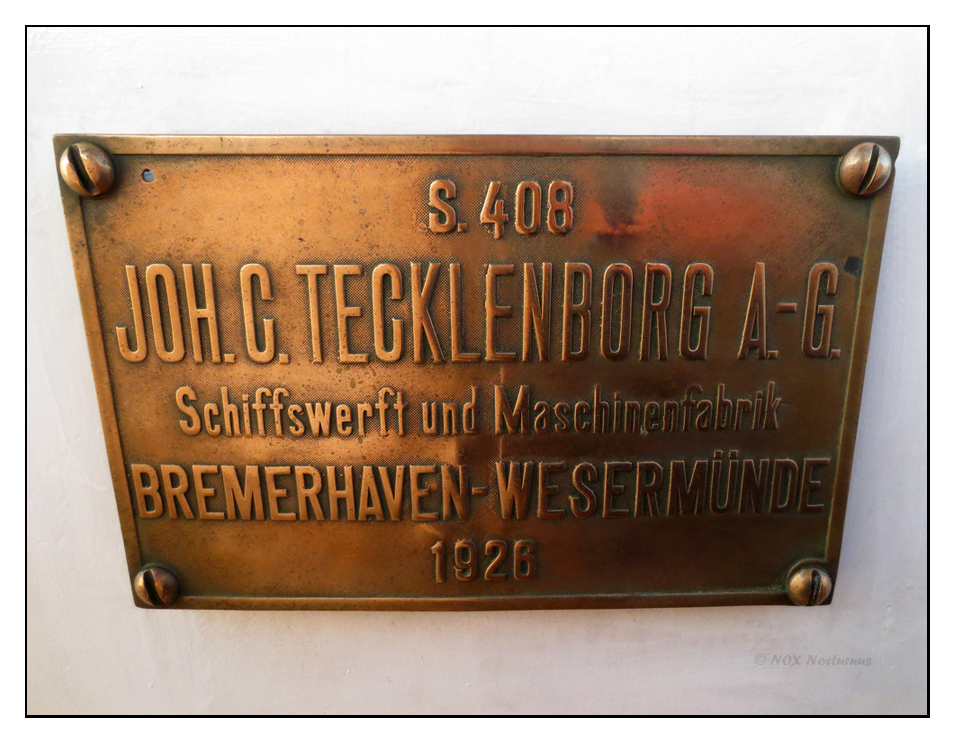 S. 408
JOH. C. TECKLENBORG A.-G.
Schiffswerft und Maschinenfabrik
BREMERHAVEN-WESERMÜNDE
1926
© NOX Nocturnus